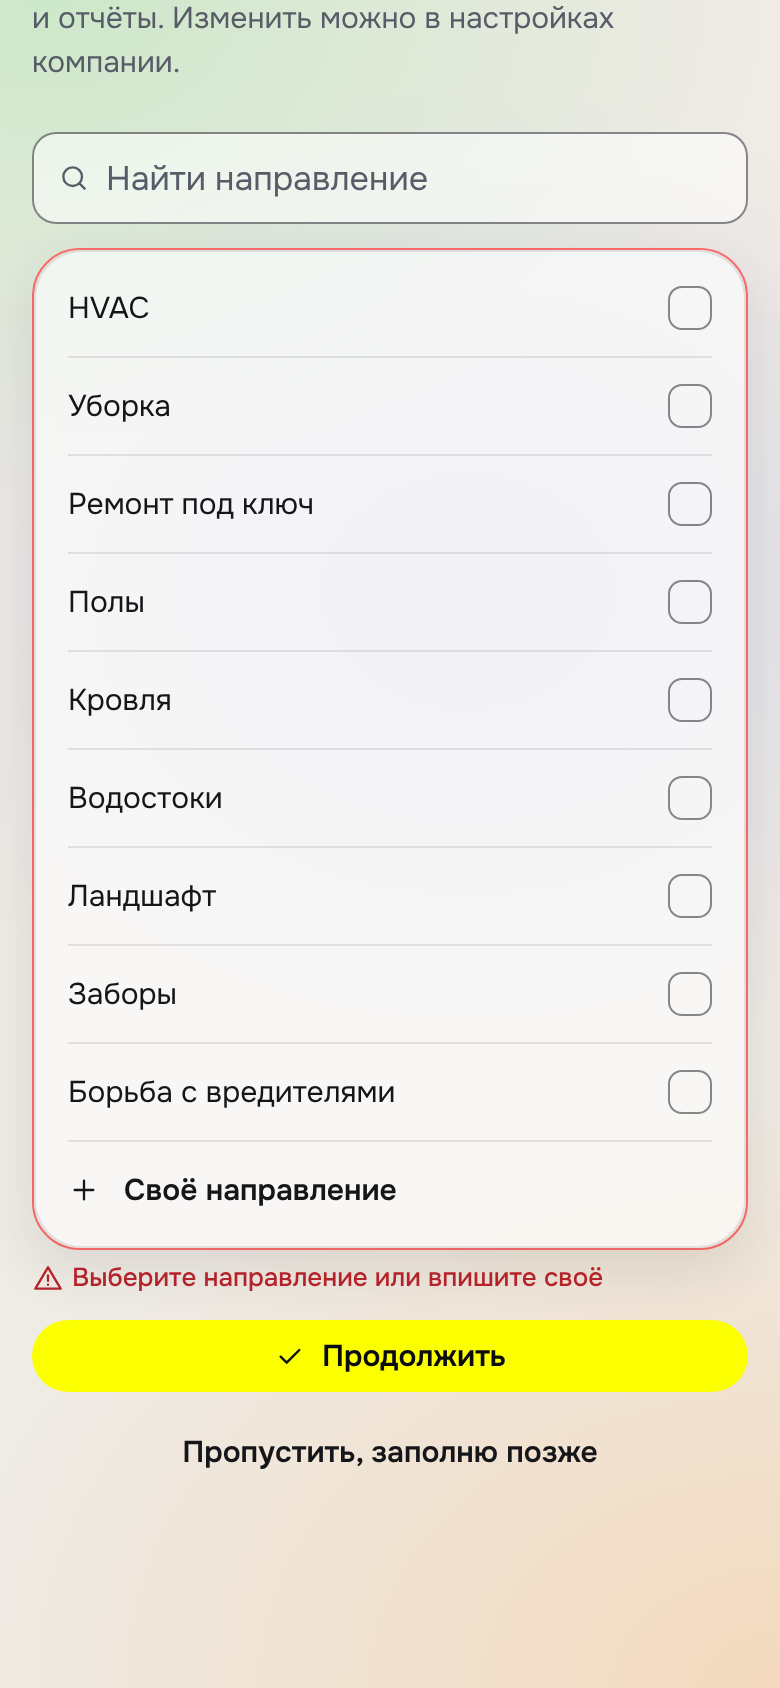 и отчёты. Изменить можно в настройках
компании.
Найти направление
HVAC
Уборка
Ремонт под ключ
Полы
Кровля
Водостоки
Ландшафт
Заборы
Борьба с вредителями
Своё направление
Выберите направление или впишите своё
Продолжить
Пропустить, заполню позже